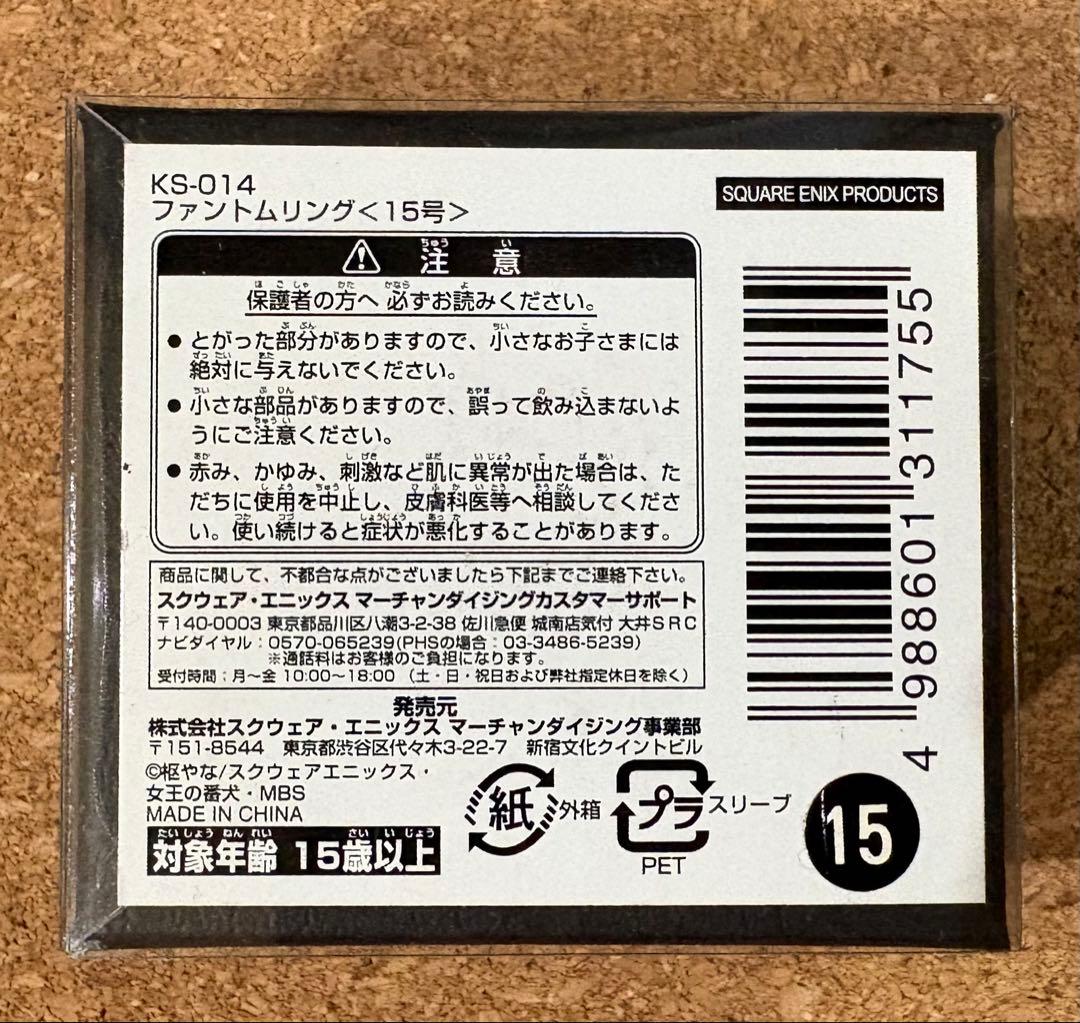 KS-014
ファントムリング<15号>
SQUARE ENIX PRODUCTS
注意
保護者の方へ 必ずお読みください。
● とがった部分がありますので、小さなお子さまには
絶対に与えないでください。
● 小さな部品がありますので、誤って飲み込まないよ
うにご注意ください。
● 赤み、かゆみ、刺激など肌に異常が出た場合は、た
だちに使用を中止し、皮膚科医等へ相談してくださ
い。使い続けると症状が悪化することがあります。
商品に関して、不都合な点がございましたら下記までご連絡下さい。
スクウェア・エニックス マーチャンダイジングカスタマーサポート
〒140-0003 東京都品川区八潮3-2-38 佐川急便 城南店気付 大井SRC
ナビダイヤル：0570-065239(PHSの場合：03-3486-5239)
※通話料はお客様のご負担になります。
受付時間：月～金 10:00～18:00 （土・日・祝日および弊社指定休日を除く）
発売元
株式会社スクウェア・エニックス マーチャンダイジング事業部
〒151-8544 東京都渋谷区代々木3-22-7 新宿文化クイントビル
©枢やな/スクウェアエニックス・
女王の番犬・MBS
MADE IN CHINA
対象年齢 15歳以上
紙 外箱
プラ スリーブ
PET
15
4 988601 311755